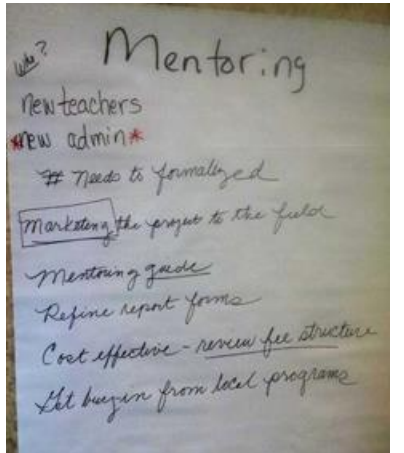 Who?
Mentoring
new teachers
*new admin*
# needs to formalized
Marketing the project to the field
Mentoring guide
Refine report forms
Cost effective - review fee structure
Get buy in from local programs